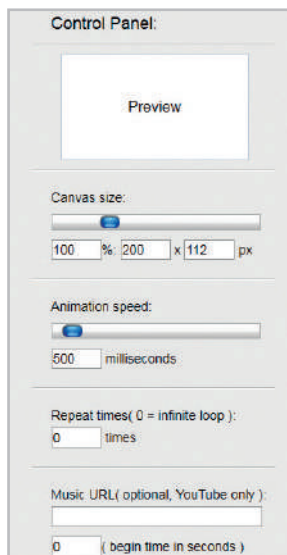 Control Panel:
Preview
Canvas size:
100 %: 200 x 112 px
Animation speed:
500 milliseconds
Repeat times( 0 = infinite loop ):
0 times
Music URL( optional, YouTube only ):
0 ( begin time in seconds )